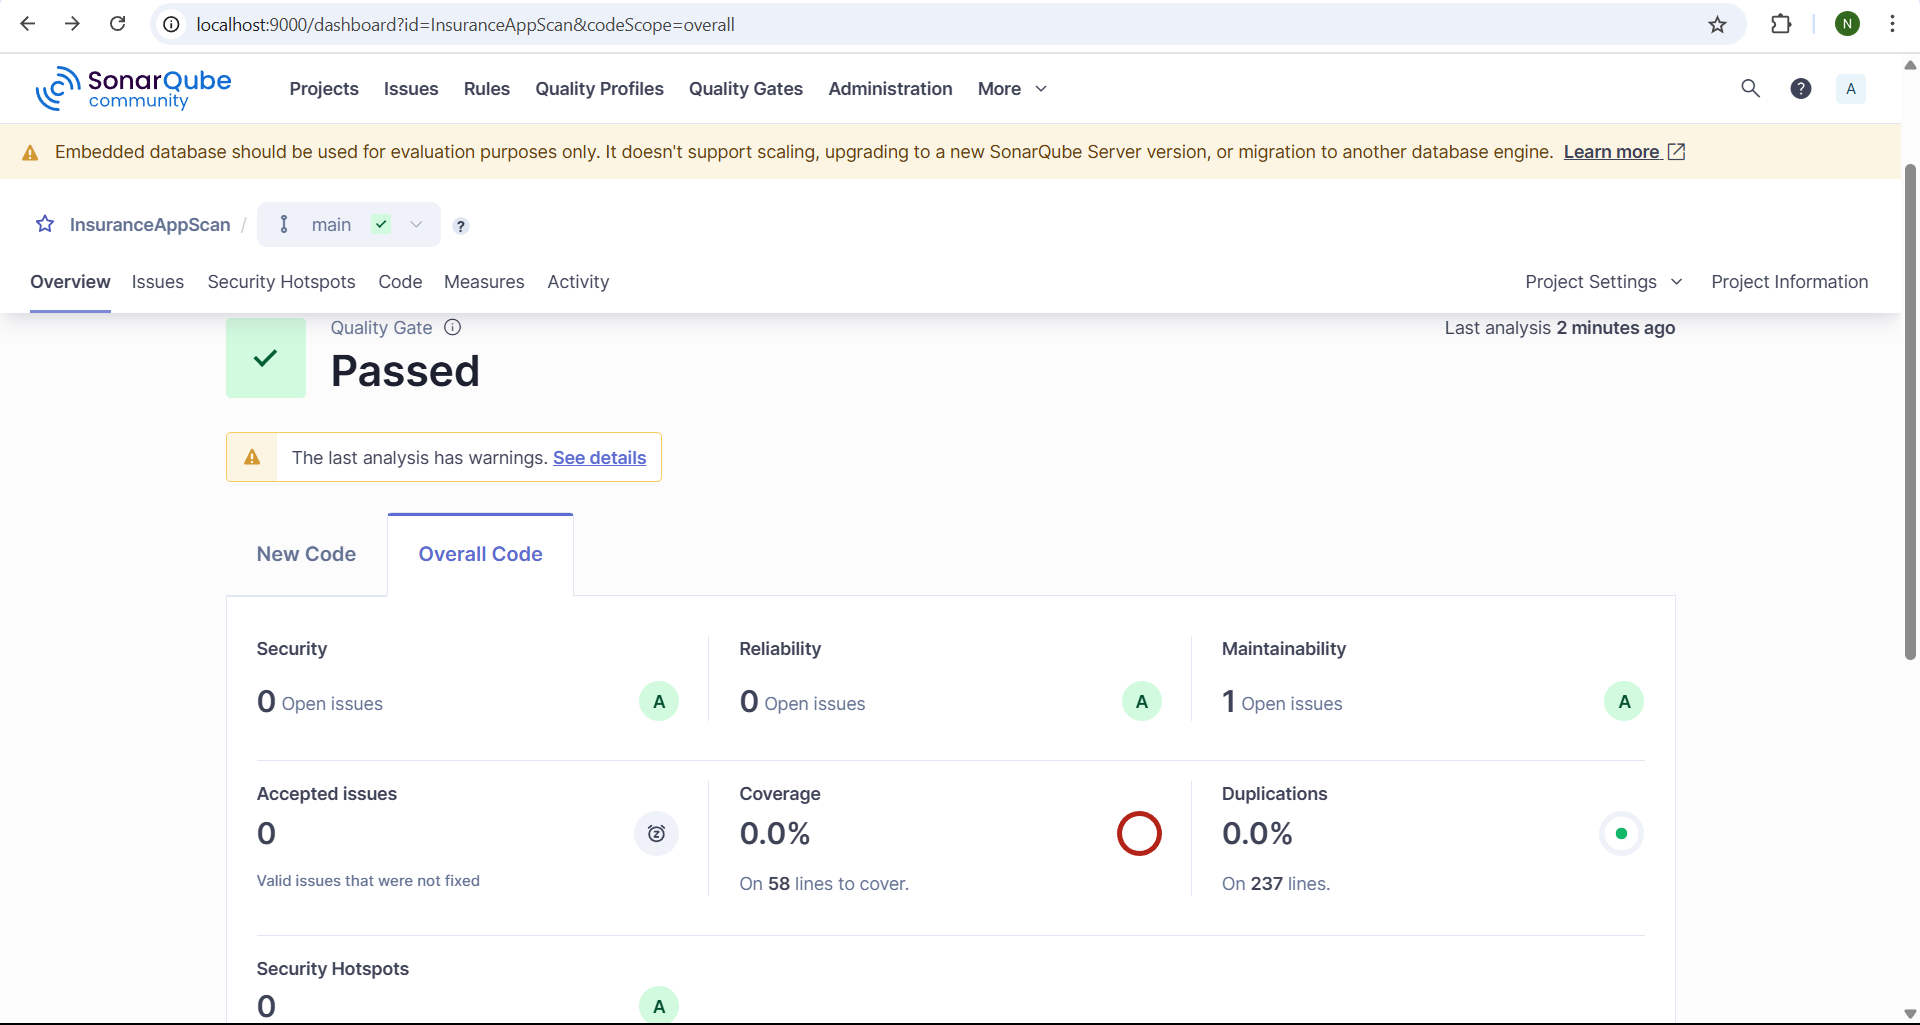 localhost:9000/dashboard?id=InsuranceAppScan&codeScope=overall
N
SonarQube
community
Projects Issues Rules Quality Profiles Quality Gates Administration More
?
A
Embedded database should be used for evaluation purposes only. It doesn't support scaling, upgrading to a new SonarQube Server version, or migration to another database engine. Learn more
InsuranceAppScan / main ?
Overview Issues Security Hotspots Code Measures Activity Project Settings Project Information
Quality Gate
Last analysis 2 minutes ago
Passed
The last analysis has warnings. See details
New Code Overall Code
Security Reliability Maintainability
0 Open issues A 0 Open issues A 1 Open issues A
Accepted issues Coverage Duplications
0 0.0% 0.0%
Valid issues that were not fixed On 58 lines to cover. On 237 lines.
Security Hotspots
0 A